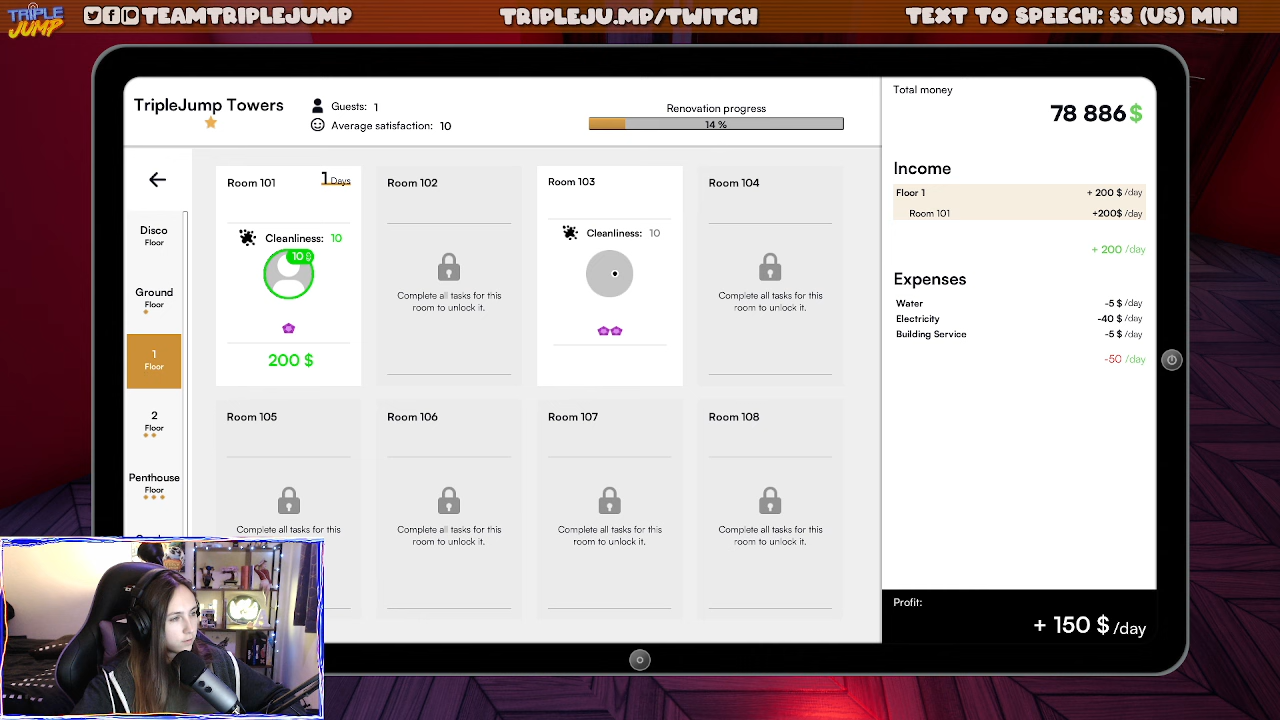 TRIPLE JUMP
TEAMTRIPLEJUMP
TRIPLEJU.MP/TWITCH
TEXT TO SPEECH: $5 (US) MIN
TripleJump Towers
Guests: 1
Average satisfaction: 10
Renovation progress
14 %
Total money
78 886 $
Income
Floor 1 + 200 $ /day
Room 101 +200$ /day
+ 200 /day
Expenses
Water -5 $ /day
Electricity -40 $ /day
Building Service -5 $ /day
-50 /day
Profit:
+ 150 $ /day
Disco
Floor
Ground
Floor
1
Floor
2
Floor
Penthouse
Floor
Room 101 1 Days
Cleanliness: 10
10
200 $
Room 102
Complete all tasks for this
room to unlock it.
Room 103
Cleanliness: 10
Room 104
Complete all tasks for this
room to unlock it.
Room 105
Complete all tasks for this
room to unlock it.
Room 106
Complete all tasks for this
room to unlock it.
Room 107
Complete all tasks for this
room to unlock it.
Room 108
Complete all tasks for this
room to unlock it.